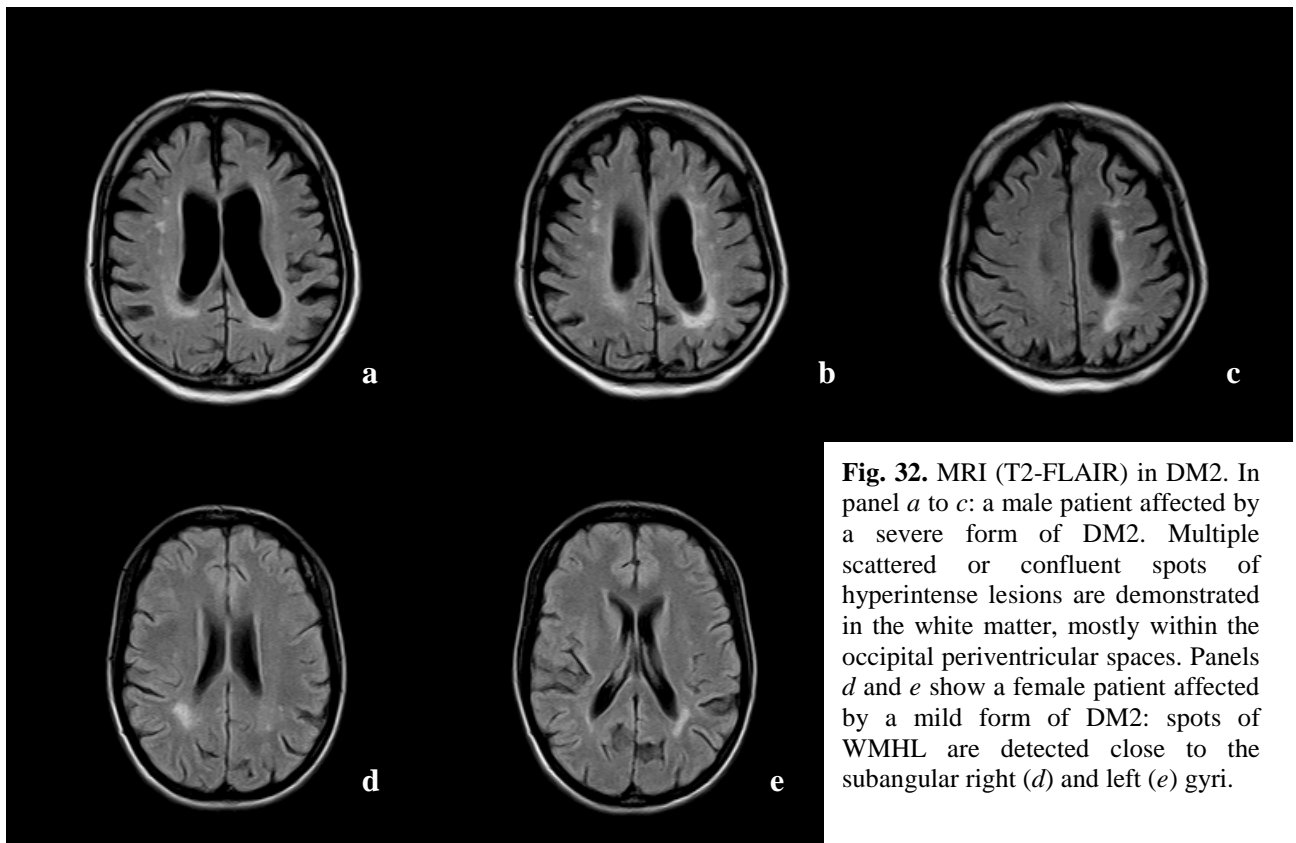 a
b
c
Fig. 32. MRI (T2-FLAIR) in DM2. In
panel a to c: a male patient affected by
a severe form of DM2. Multiple
scattered or confluent spots of
hyperintense lesions are demonstrated
in the white matter, mostly within the
occipital periventricular spaces. Panels
d and e show a female patient affected
by a mild form of DM2: spots of
WMHL are detected close to the
subangular right (d) and left (e) gyri.
d
e